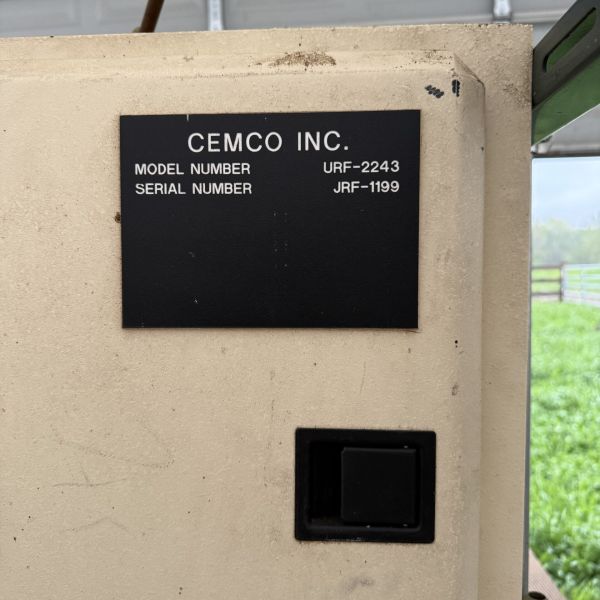 CEMCO INC.
MODEL NUMBER URF-2243
SERIAL NUMBER JRF-1199